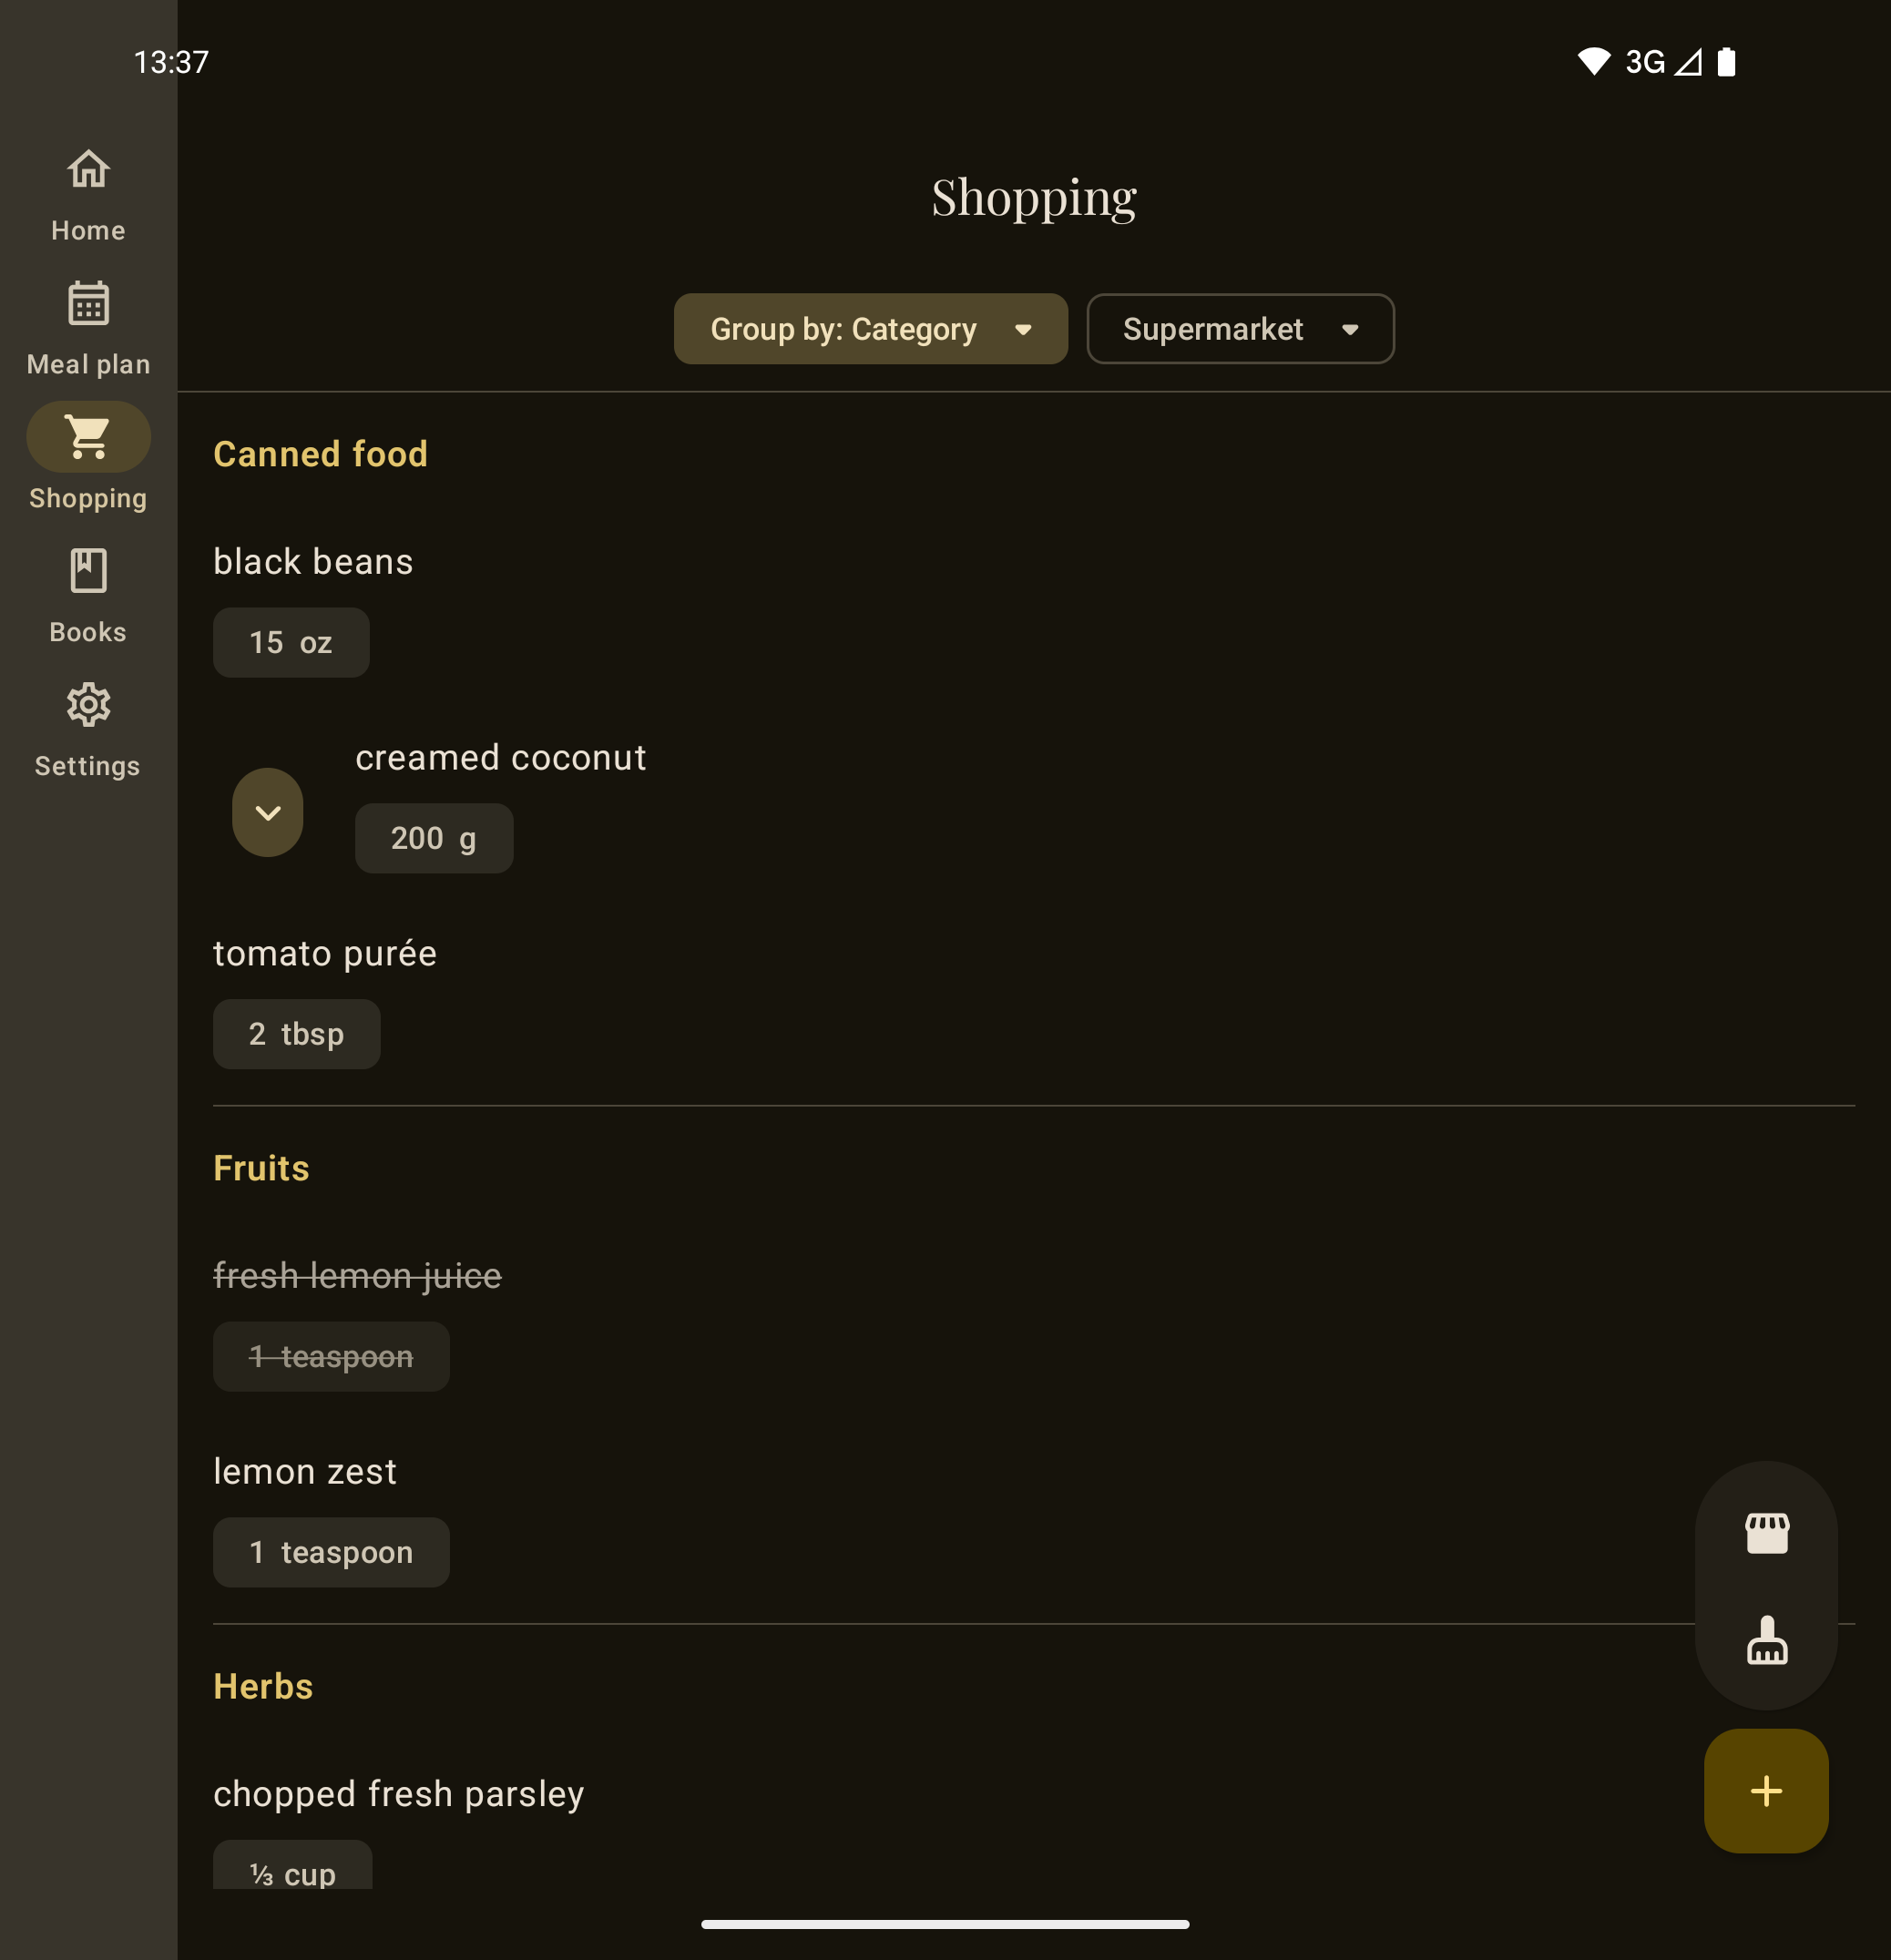 13:37
3G
Home
Meal plan
Shopping
Books
Settings
Shopping
Group by: Category
Supermarket
Canned food
black beans
15 oz
creamed coconut
200 g
tomato purée
2 tbsp
Fruits
fresh lemon juice
1 teaspoon
lemon zest
1 teaspoon
Herbs
chopped fresh parsley
⅓ cup